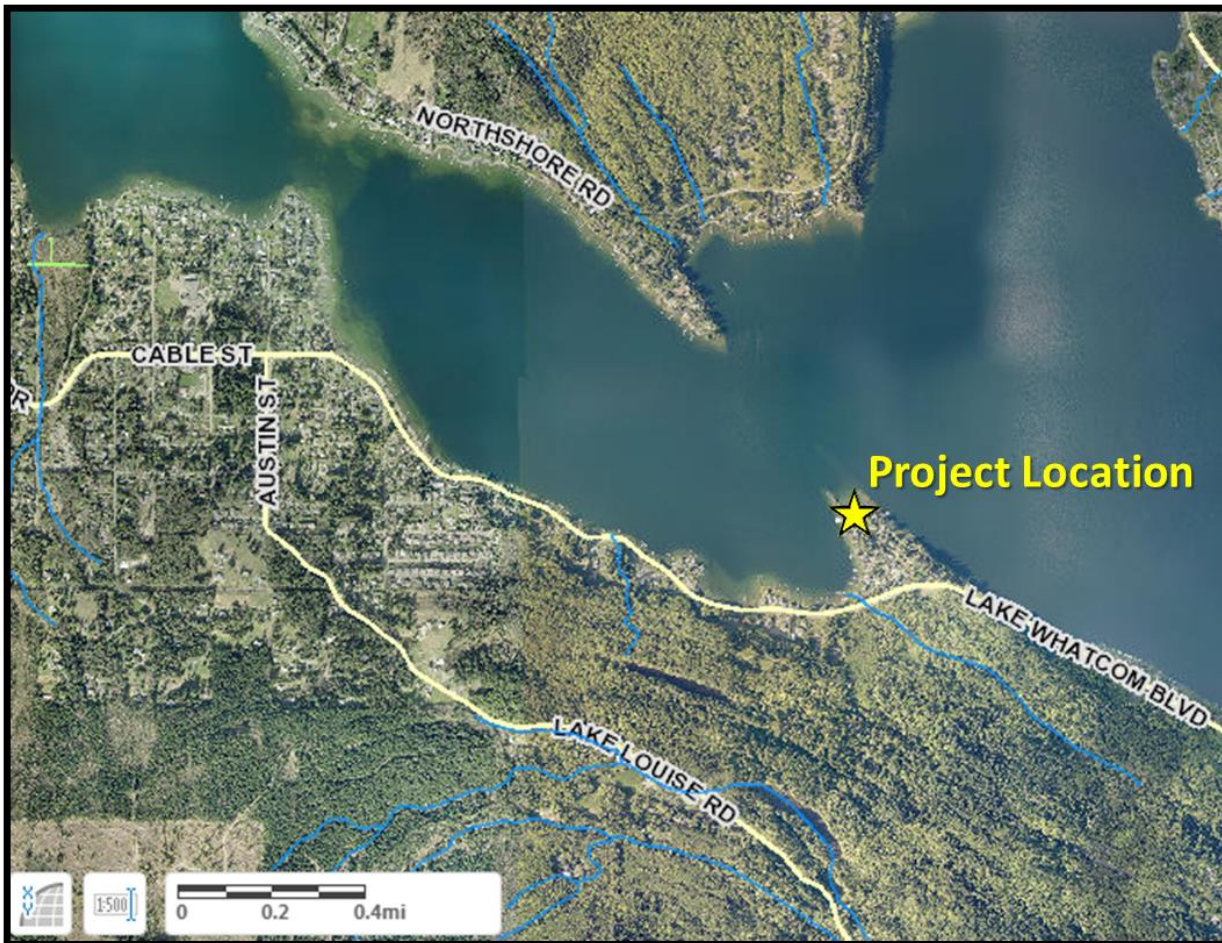 NORTHSHORE RD
CABLE ST
AUSTIN ST
Project Location
LAKE WHATCOM BLVD
LAKE LOUISE RD
1:500
0 0.2 0.4mi